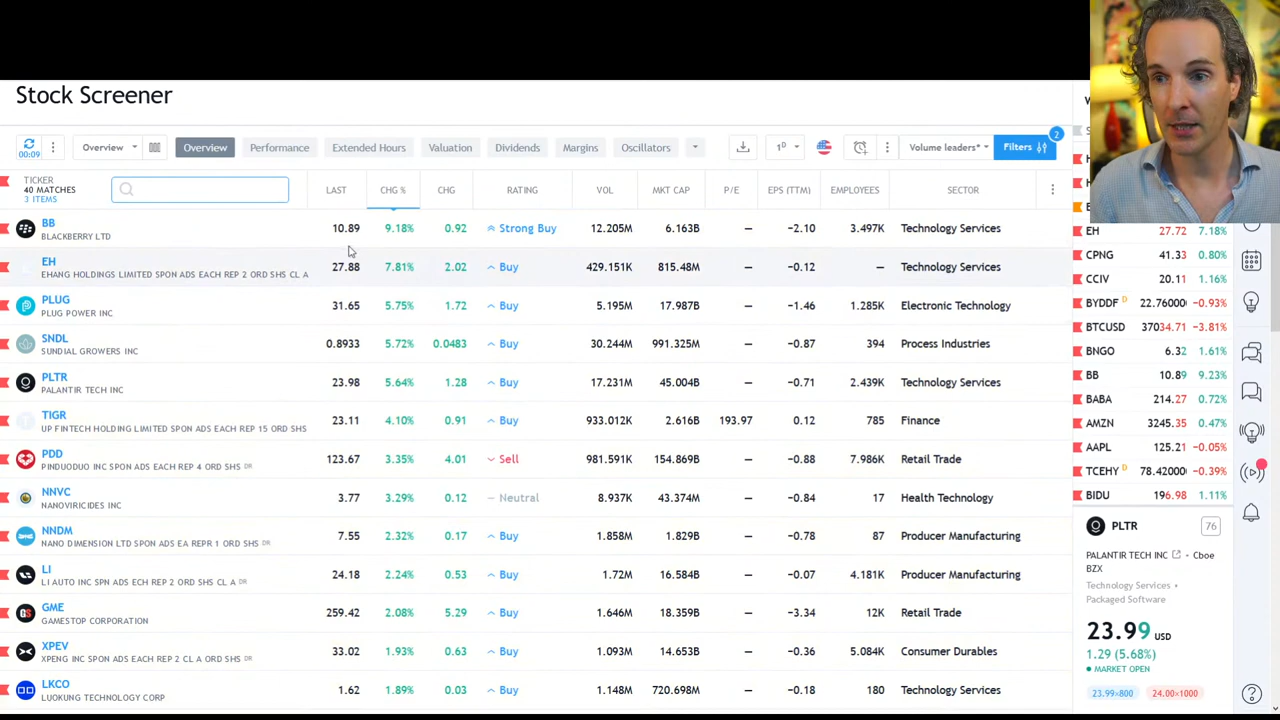 Stock Screener
00:09 Overview Overview Performance Extended Hours Valuation Dividends Margins Oscillators 1D Volume leaders* Filters 2
TICKER LAST CHG % CHG RATING VOL MKT CAP P/E EPS (TTM) EMPLOYEES SECTOR
40 MATCHES
3 ITEMS
BB 10.89 9.18% 0.92 Strong Buy 12.205M 6.163B — −2.10 3.497K Technology Services
BLACKBERRY LTD
EH 27.88 7.81% 2.02 Buy 429.151K 815.48M — −0.12 — Technology Services
EHANG HOLDINGS LIMITED SPON ADS EACH REP 2 ORD SHS CL A
PLUG 31.65 5.75% 1.72 Buy 5.195M 17.987B — −1.46 1.285K Electronic Technology
PLUG POWER INC
SNDL 0.8933 5.72% 0.0483 Buy 30.244M 991.325M — −0.87 394 Process Industries
SUNDIAL GROWERS INC
PLTR 23.98 5.64% 1.28 Buy 17.231M 45.004B — −0.71 2.439K Technology Services
PALANTIR TECH INC
TIGR 23.11 4.10% 0.91 Buy 933.012K 2.616B 193.97 0.12 785 Finance
UP FINTECH HOLDING LIMITED SPON ADS EACH REP 15 ORD SHS
PDD 123.67 3.35% 4.01 Sell 981.591K 154.869B — −0.88 7.986K Retail Trade
PINDUODUO INC SPON ADS EACH REP 4 ORD SHS DR
NNVC 3.77 3.29% 0.12 Neutral 8.937K 43.374M — −0.84 17 Health Technology
NANOVIRICIDES INC
NNDM 7.55 2.32% 0.17 Buy 1.858M 1.829B — −0.78 87 Producer Manufacturing
NANO DIMENSION LTD SPON ADS EA REPR 1 ORD SHS DR
LI 24.18 2.24% 0.53 Buy 1.72M 16.584B — −0.07 4.181K Producer Manufacturing
LI AUTO INC SPN ADS ECH REP 2 ORD SHS CL A DR
GME 259.42 2.08% 5.29 Buy 1.646M 18.359B — −3.34 12K Retail Trade
GAMESTOP CORPORATION
XPEV 33.02 1.93% 0.63 Buy 1.093M 14.653B — −0.36 5.084K Consumer Durables
XPENG INC SPON ADS EACH REP 2 CL A ORD SHS DR
LKCO 1.62 1.89% 0.03 Buy 1.148M 720.698M — −0.18 180 Technology Services
LUOKUNG TECHNOLOGY CORP
EH 27.72 7.18%
CPNG 41.33 0.80%
CCIV 20.11 1.16%
BYDDF D 22.760000 −0.93%
BTCUSD 37034.71 −3.81%
BNGO 6.32 1.61%
BB 10.89 9.23%
BABA 214.27 0.72%
AMZN 3245.35 0.47%
AAPL 125.21 −0.05%
TCEHY D 78.420000 −0.39%
BIDU 196.98 1.11%
PLTR 76
PALANTIR TECH INC • Cboe
BZX
Technology Services •
Packaged Software
23.99 USD
1.29 (5.68%)
MARKET OPEN
23.99×800 24.00×1000